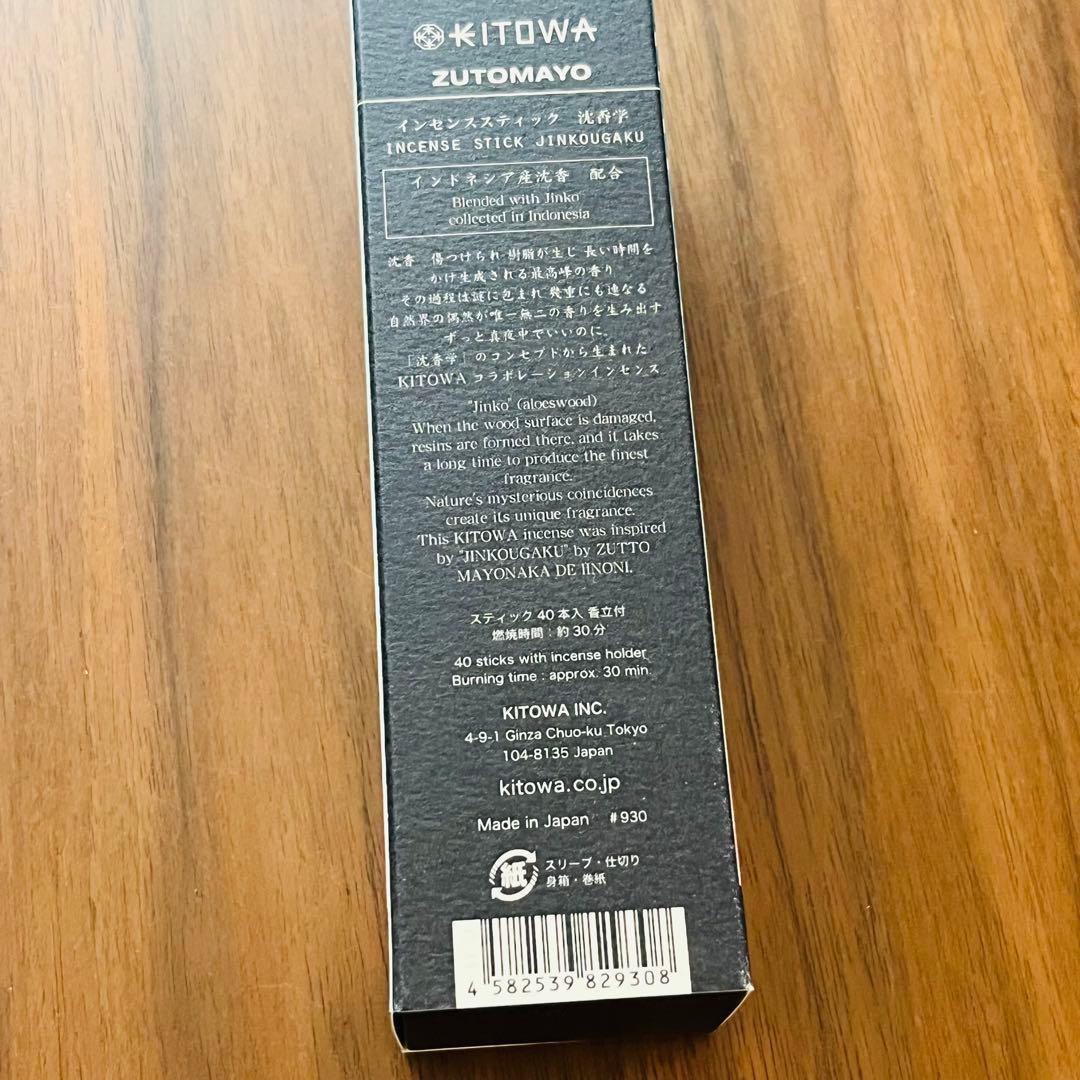 KITOWA
ZUTOMAYO
インセンススティック 沈香学
INCENSE STICK JINKOUGAKU
インドネシア産沈香 配合
Blended with Jinko
collected in Indonesia
沈香 傷つけられ 樹脂が生じ 長い時間を
かけ生成される最高峰の香り
その過程は謎に包まれ 幾重にも連なる
自然界の偶然が唯一無二の香りを生み出す
ずっと真夜中でいいのに。
「沈香学」のコンセプトから生まれた
KITOWA コラボレーションインセンス
"Jinko" (aloeswood)
When the wood surface is damaged,
resins are formed there, and it takes
a long time to produce the finest
fragrance.
Nature's mysterious coincidences
create its unique fragrance.
This KITOWA incense was inspired
by "JINKOUGAKU" by ZUTTO
MAYONAKA DE IINONI.
スティック 40 本入 香立付
燃焼時間：約 30 分
40 sticks with incense holder
Burning time : approx. 30 min.
KITOWA INC.
4-9-1 Ginza Chuo-ku Tokyo
104-8135 Japan
kitowa.co.jp
Made in Japan #930
紙
スリーブ・仕切り
身箱・巻紙
4 582539 829308